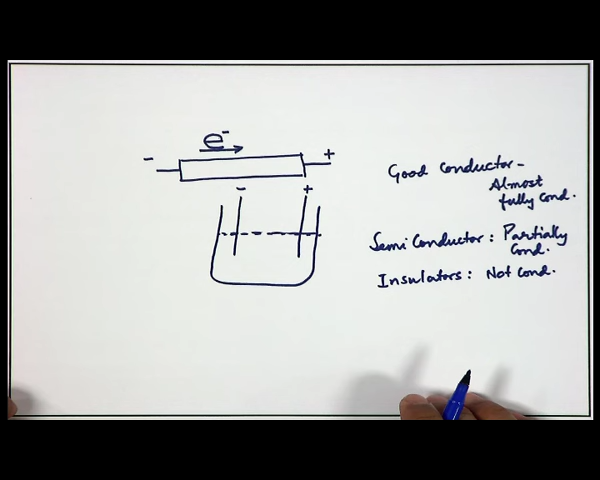 e⁻
- +
- +
Good conductor -
Almost
fully Cond.
Semi Conductor : Partially
Cond.
Insulators : Not Cond.